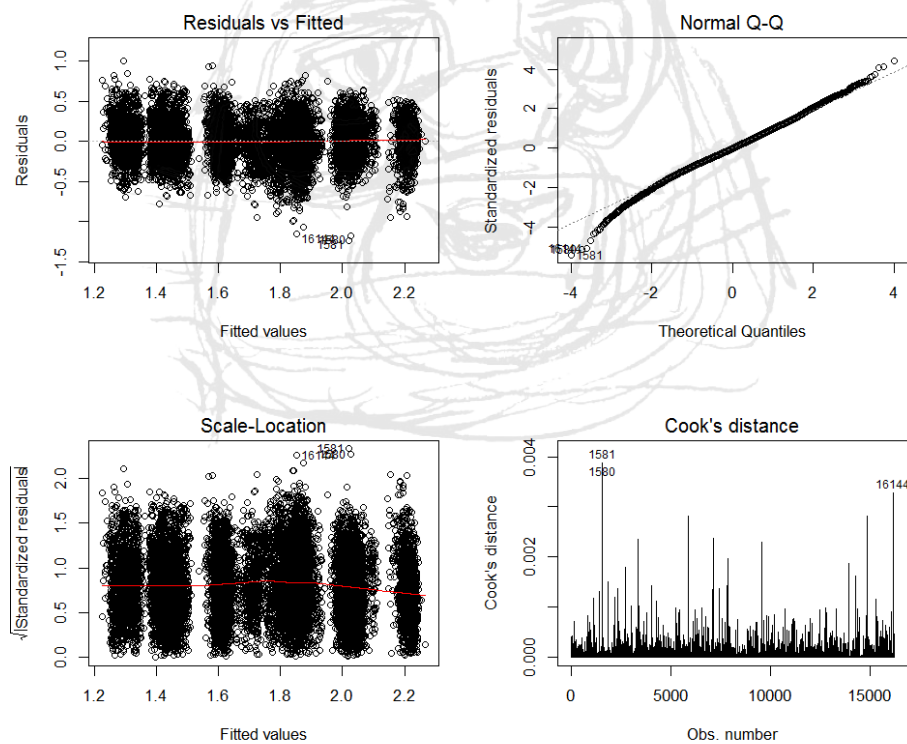 Residuals vs Fitted
Residuals
1.0
0.5
0.0
-0.5
-1.5
1581
1.2 1.4 1.6 1.8 2.0 2.2
Fitted values
Normal Q-Q
Standardized residuals
4
2
0
-2
-4
1581
-4 -2 0 2 4
Theoretical Quantiles
Scale-Location
√|Standardized residuals|
2.0
1.5
1.0
0.5
0.0
1581
1580
1.2 1.4 1.6 1.8 2.0 2.2
Fitted values
Cook's distance
Cook's distance
0.004
0.002
0.000
1581
1580
16144
0 5000 10000 15000
Obs. number